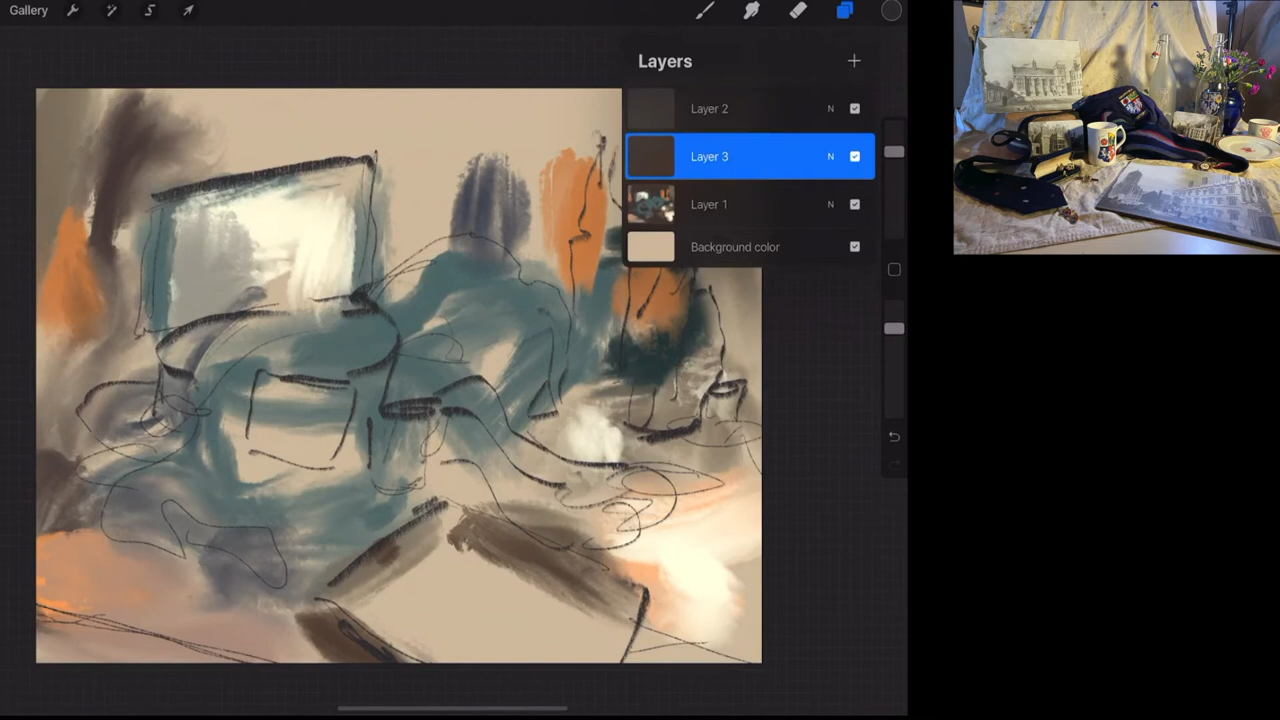 Gallery
Layers
Layer 2 N
Layer 3 N
Layer 1 N
Background color